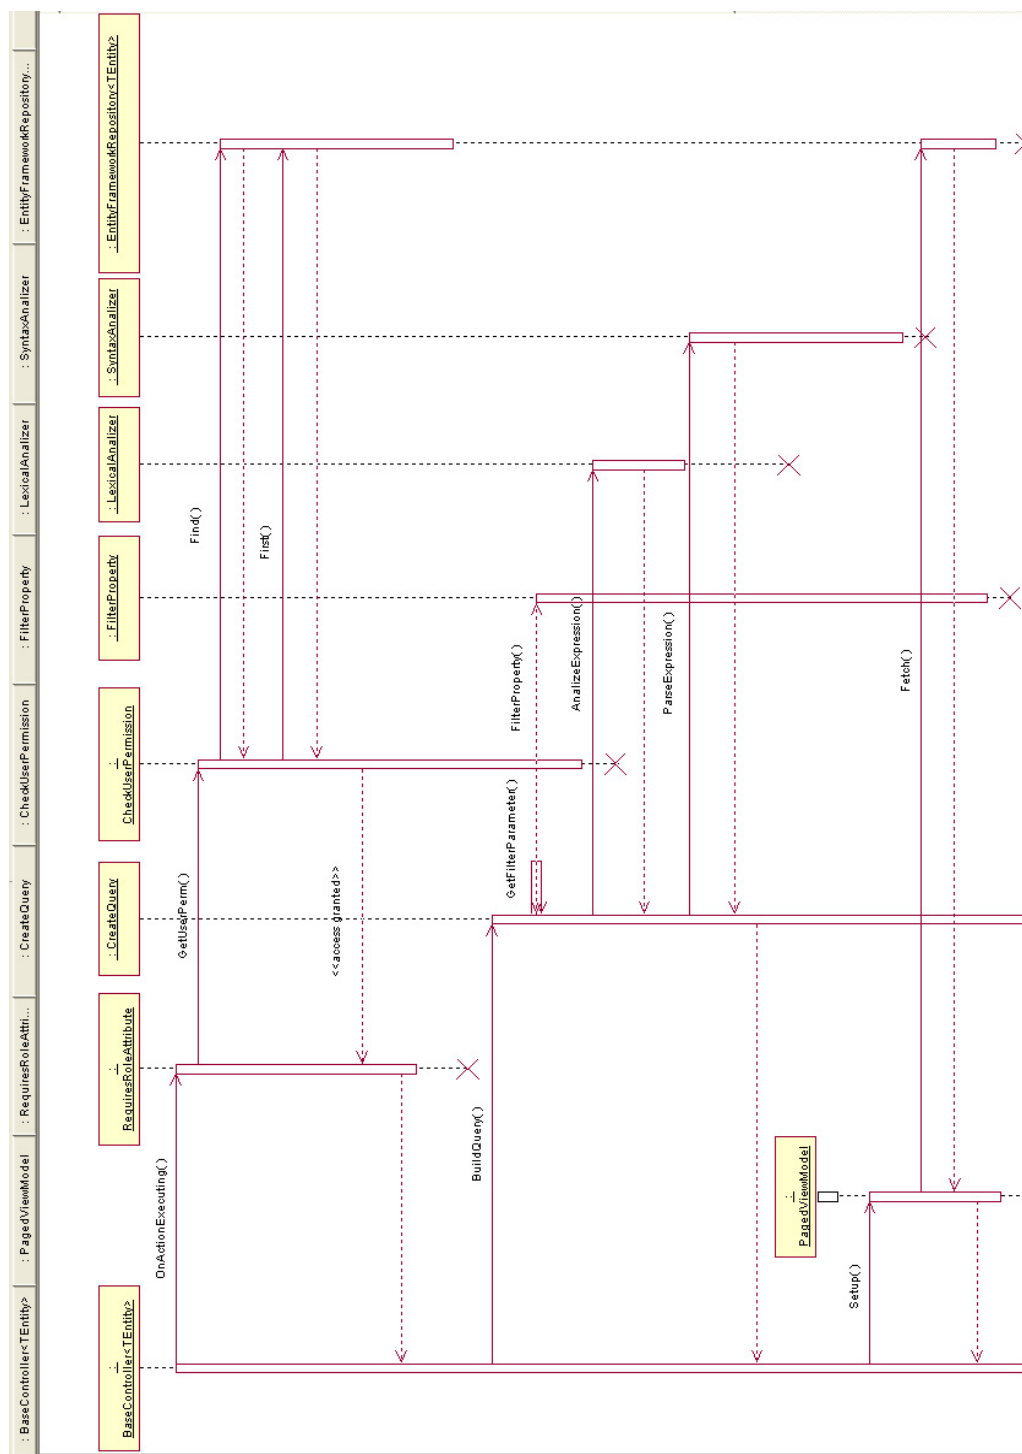 : BaseController<TEntity>
: PagedViewModel
: RequiresRoleAttri...
: CreateQuery
: CheckUserPermission
: FilterProperty
: LexicalAnalizer
: SyntaxAnalizer
: EntityFrameworkRepository...
:
BaseController<TEntity>
:
RequiresRoleAttribute
: CreateQuery
:
CheckUserPermission
: FilterProperty
: LexicalAnalizer
: SyntaxAnalizer
: EntityFrameworkRepository<TEntity>
OnActionExecuting()
GetUserPerm()
Find()
First()
<<access granted>>
BuildQuery()
GetFilterParameter()
FilterProperty()
AnalizeExpression()
ParseExpression()
:
PagedViewModel
Setup()
Fetch()